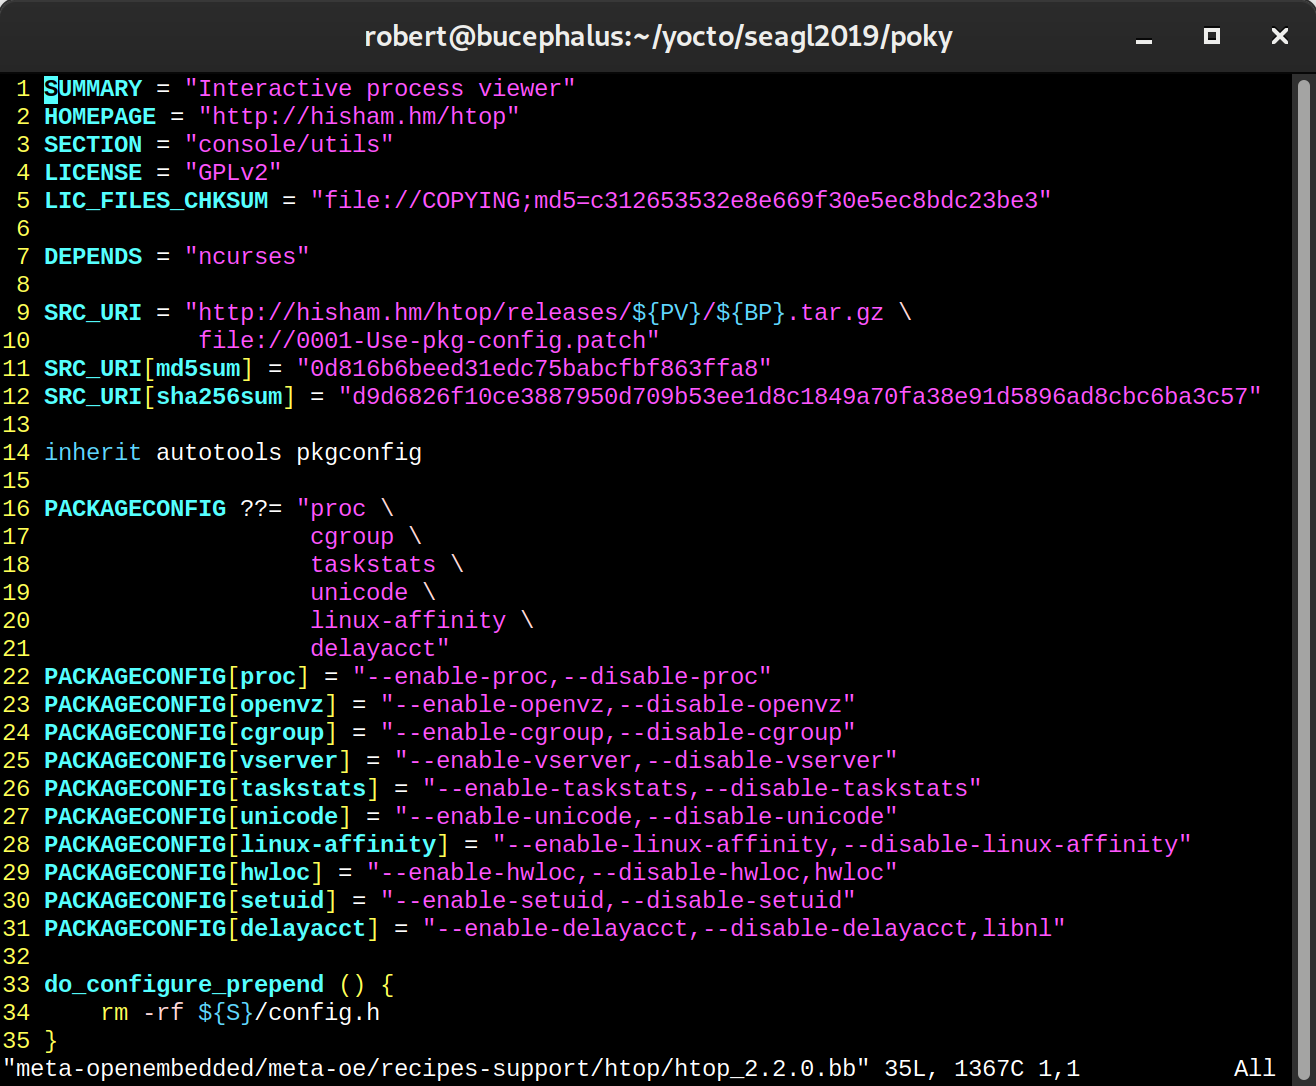 robert@bucephalus:~/yocto/seagl2019/poky
1 SUMMARY = "Interactive process viewer"
2 HOMEPAGE = "http://hisham.hm/htop"
3 SECTION = "console/utils"
4 LICENSE = "GPLv2"
5 LIC_FILES_CHKSUM = "file://COPYING;md5=c312653532e8e669f30e5ec8bdc23be3"
6
7 DEPENDS = "ncurses"
8
9 SRC_URI = "http://hisham.hm/htop/releases/${PV}/${BP}.tar.gz \
10            file://0001-Use-pkg-config.patch"
11 SRC_URI[md5sum] = "0d816b6beed31edc75babcfbf863ffa8"
12 SRC_URI[sha256sum] = "d9d6826f10ce3887950d709b53ee1d8c1849a70fa38e91d5896ad8cbc6ba3c57"
13
14 inherit autotools pkgconfig
15
16 PACKAGECONFIG ??= "proc \
17                    cgroup \
18                    taskstats \
19                    unicode \
20                    linux-affinity \
21                    delayacct"
22 PACKAGECONFIG[proc] = "--enable-proc,--disable-proc"
23 PACKAGECONFIG[openvz] = "--enable-openvz,--disable-openvz"
24 PACKAGECONFIG[cgroup] = "--enable-cgroup,--disable-cgroup"
25 PACKAGECONFIG[vserver] = "--enable-vserver,--disable-vserver"
26 PACKAGECONFIG[taskstats] = "--enable-taskstats,--disable-taskstats"
27 PACKAGECONFIG[unicode] = "--enable-unicode,--disable-unicode"
28 PACKAGECONFIG[linux-affinity] = "--enable-linux-affinity,--disable-linux-affinity"
29 PACKAGECONFIG[hwloc] = "--enable-hwloc,--disable-hwloc,hwloc"
30 PACKAGECONFIG[setuid] = "--enable-setuid,--disable-setuid"
31 PACKAGECONFIG[delayacct] = "--enable-delayacct,--disable-delayacct,libnl"
32
33 do_configure_prepend () {
34     rm -rf ${S}/config.h
35 }
"meta-openembedded/meta-oe/recipes-support/htop/htop_2.2.0.bb" 35L, 1367C 1,1           All